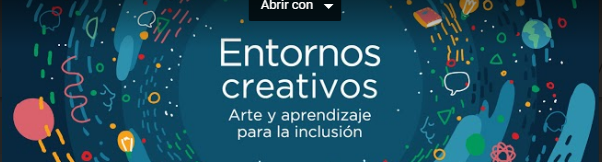 Abrir con
Entornos
creativos
Arte y aprendizaje
para la inclusión